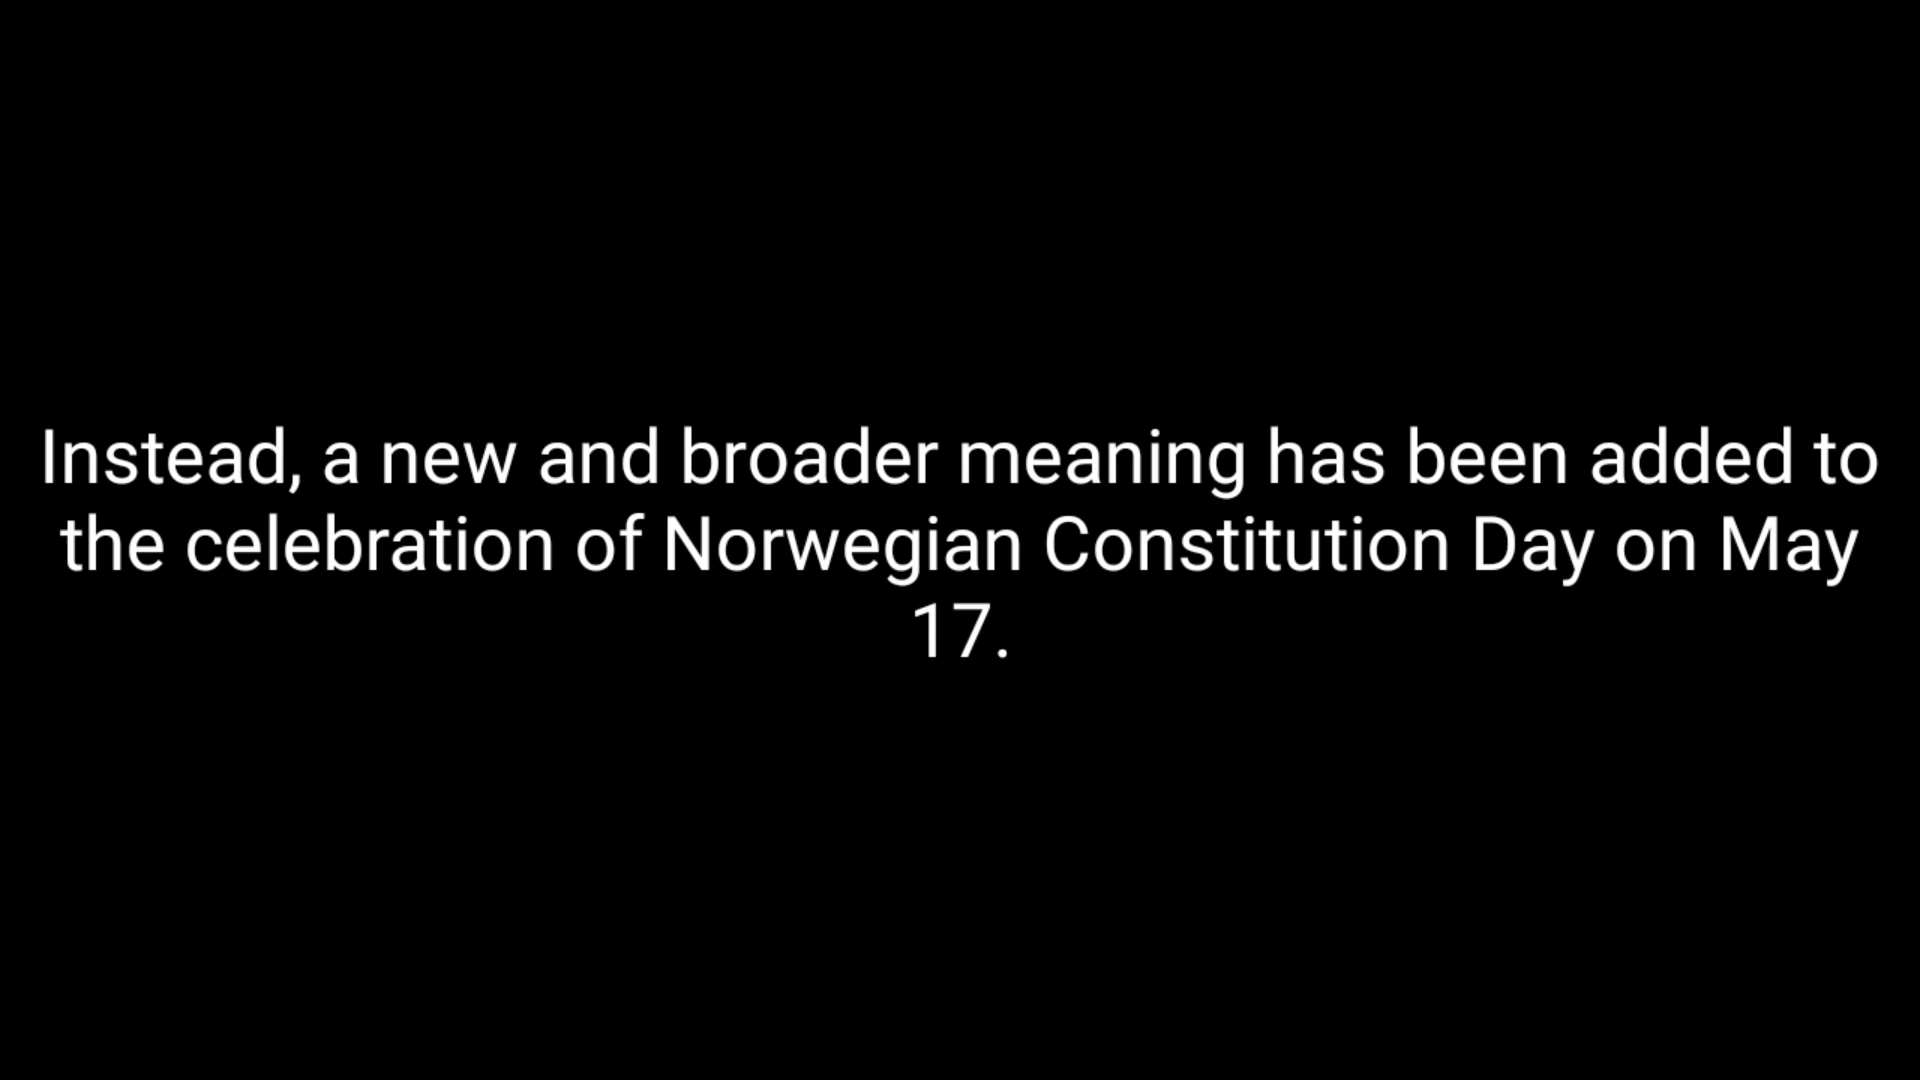 Instead, a new and broader meaning has been added to
the celebration of Norwegian Constitution Day on May
17.